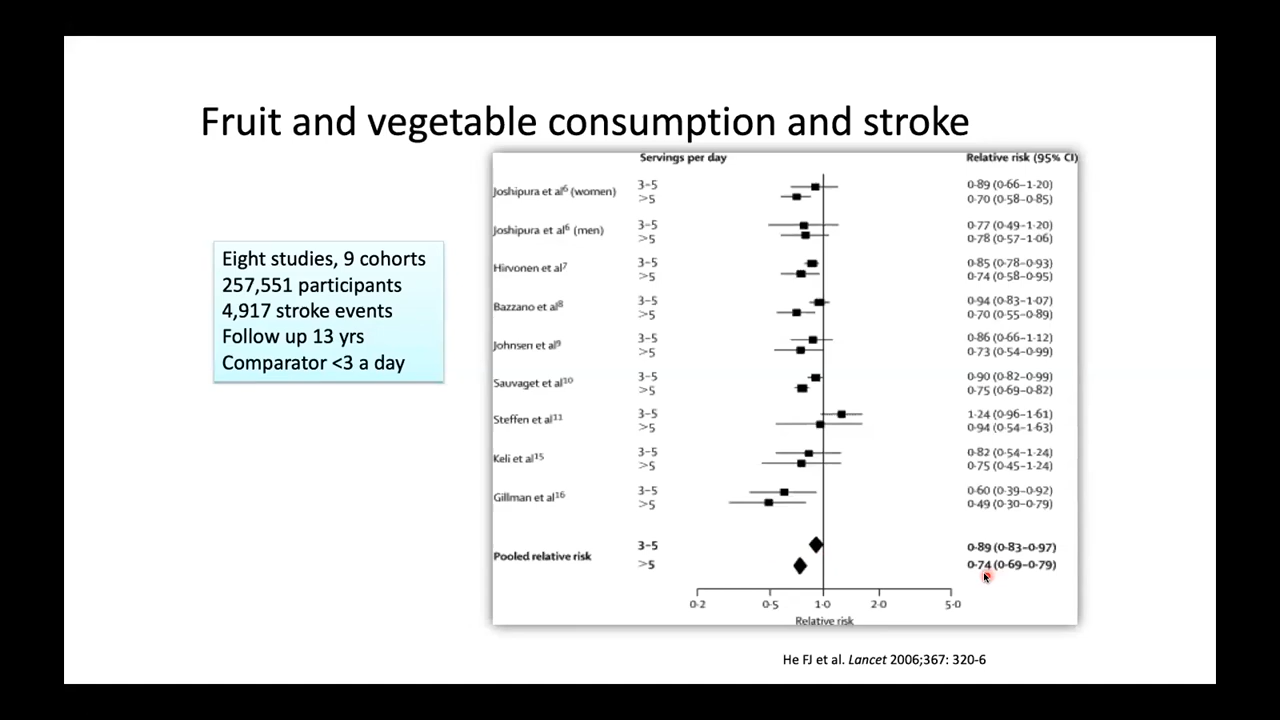 Fruit and vegetable consumption and stroke
Eight studies, 9 cohorts
257,551 participants
4,917 stroke events
Follow up 13 yrs
Comparator <3 a day
Servings per day Relative risk (95% CI)
Joshipura et al6 (women) 3–5 0·89 (0·66–1·20)
>5 0·70 (0·58–0·85)
Joshipura et al6 (men) 3–5 0·77 (0·49–1·20)
>5 0·78 (0·57–1·06)
Hirvonen et al7 3–5 0·85 (0·78–0·93)
>5 0·74 (0·58–0·95)
Bazzano et al8 3–5 0·94 (0·83–1·07)
>5 0·70 (0·55–0·89)
Johnsen et al9 3–5 0·86 (0·66–1·12)
>5 0·73 (0·54–0·99)
Sauvaget et al10 3–5 0·90 (0·82–0·99)
>5 0·75 (0·69–0·82)
Steffen et al11 3–5 1·24 (0·96–1·61)
>5 0·94 (0·54–1·63)
Keli et al15 3–5 0·82 (0·54–1·24)
>5 0·75 (0·45–1·24)
Gillman et al16 3–5 0·60 (0·39–0·92)
>5 0·49 (0·30–0·79)
Pooled relative risk 3–5 0·89 (0·83–0·97)
>5 0·74 (0·69–0·79)
0·2 0·5 1·0 2·0 5·0
Relative risk
He FJ et al. Lancet 2006;367: 320-6